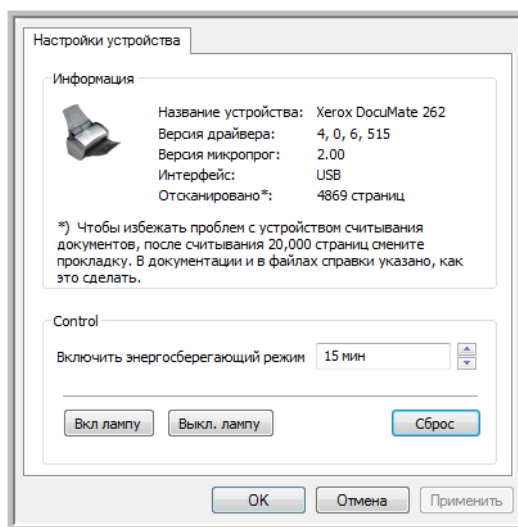 Настройки устройства
Информация
Название устройства: Xerox DocuMate 262
Версия драйвера: 4, 0, 6, 515
Версия микропрог: 2.00
Интерфейс: USB
Отсканировано*: 4869 страниц
*) Чтобы избежать проблем с устройством считывания
документов, после считывания 20,000 страниц смените
прокладку. В документации и в файлах справки указано, как
это сделать.
Control
Включить энергосберегающий режим 15 мин
Вкл лампу Выкл. лампу Сброс
OK Отмена Применить